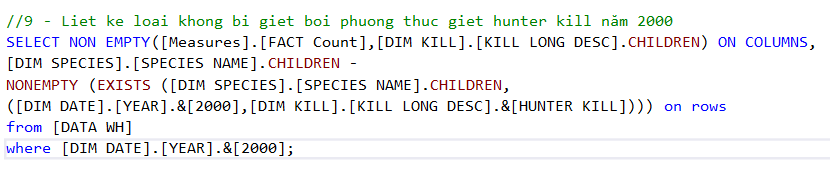 //9 - Liet ke loai khong bi giet boi phuong thuc giet hunter kill năm 2000
SELECT NON EMPTY([Measures].[FACT Count],[DIM KILL].[KILL LONG DESC].CHILDREN) ON COLUMNS,
[DIM SPECIES].[SPECIES NAME].CHILDREN -
NONEMPTY (EXISTS ([DIM SPECIES].[SPECIES NAME].CHILDREN,
([DIM DATE].[YEAR].&[2000],[DIM KILL].[KILL LONG DESC].&[HUNTER KILL]))) on rows
from [DATA WH]
where [DIM DATE].[YEAR].&[2000];